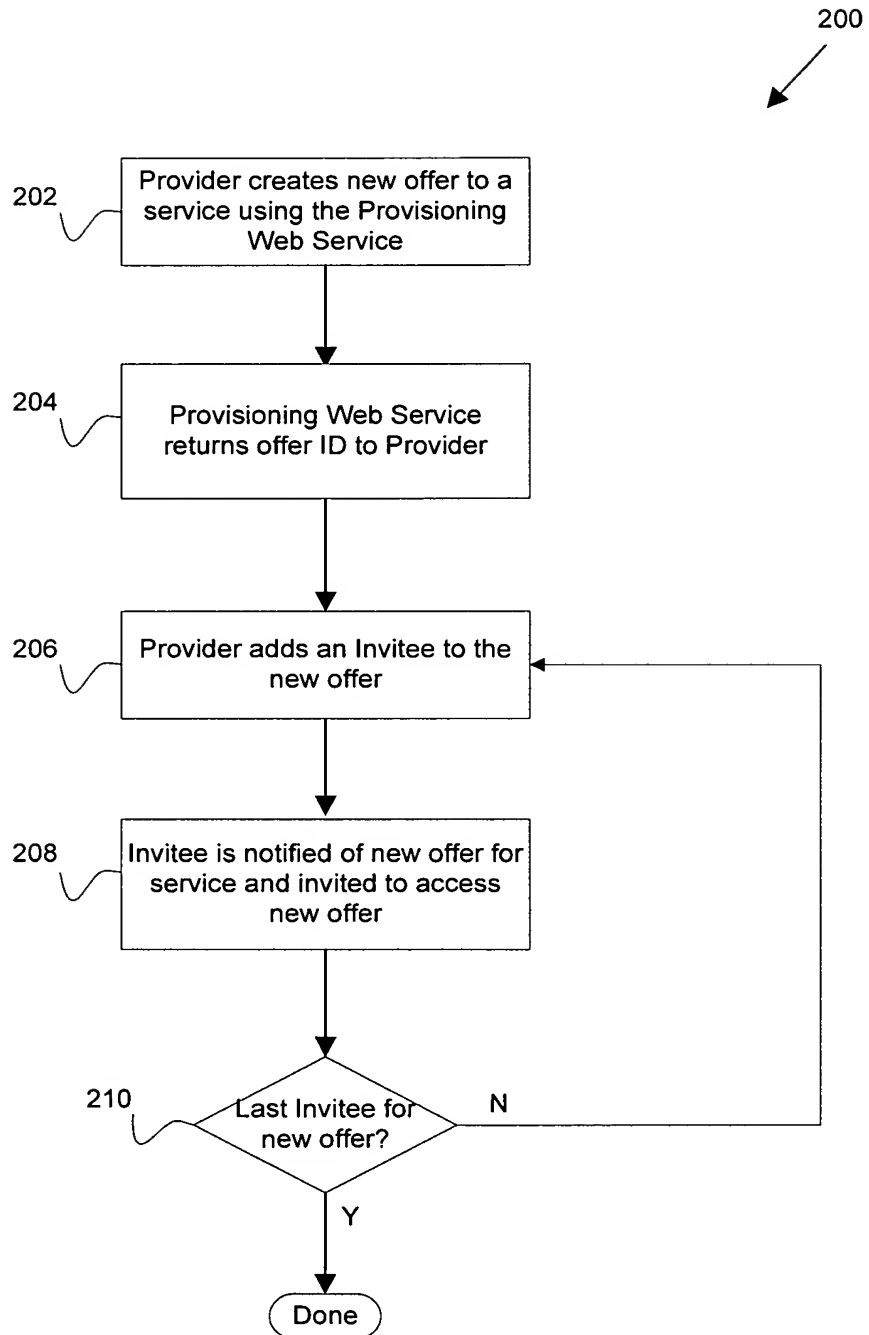 200
202
Provider creates new offer to a
service using the Provisioning
Web Service
204
Provisioning Web Service
returns offer ID to Provider
206
Provider adds an Invitee to the
new offer
208
Invitee is notified of new offer for
service and invited to access
new offer
210
Last Invitee for
new offer?
N
Y
Done